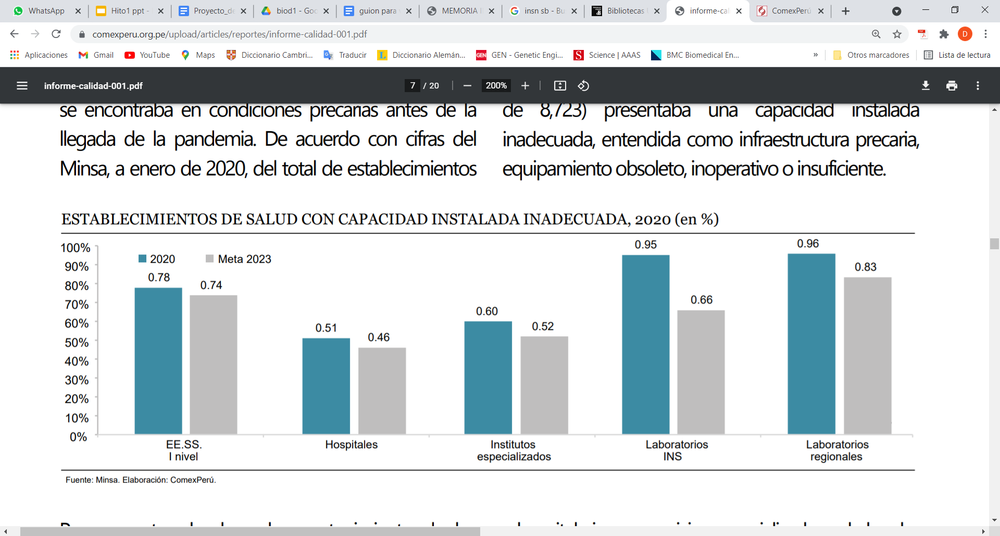 WhatsApp
Hito1 ppt -
Proyecto_de
biod1 - Goo
guion para v
MEMORIA I
insn sb - Bu
Bibliotecas
informe-cal
ComexPerú
comexperu.org.pe/upload/articles/reportes/informe-calidad-001.pdf
D
Aplicaciones
Gmail
YouTube
Maps
Diccionario Cambri...
Traducir
Diccionario Alemán...
GEN - Genetic Engi...
Science | AAAS
BMC Biomedical En...
»
Otros marcadores
Lista de lectura
informe-calidad-001.pdf
7 / 20
200%
se encontraba en condiciones precarias antes de la
llegada de la pandemia. De acuerdo con cifras del
Minsa, a enero de 2020, del total de establecimientos
de 8,723) presentaba una capacidad instalada
inadecuada, entendida como infraestructura precaria,
equipamiento obsoleto, inoperativo o insuficiente.
ESTABLECIMIENTOS DE SALUD CON CAPACIDAD INSTALADA INADECUADA, 2020 (en %)
100%
90%
80%
70%
60%
50%
40%
30%
20%
10%
0%
2020
Meta 2023
0.78
0.74
0.51
0.46
0.60
0.52
0.95
0.66
0.96
0.83
EE.SS.
I nivel
Hospitales
Institutos
especializados
Laboratorios
INS
Laboratorios
regionales
Fuente: Minsa. Elaboración: ComexPerú.